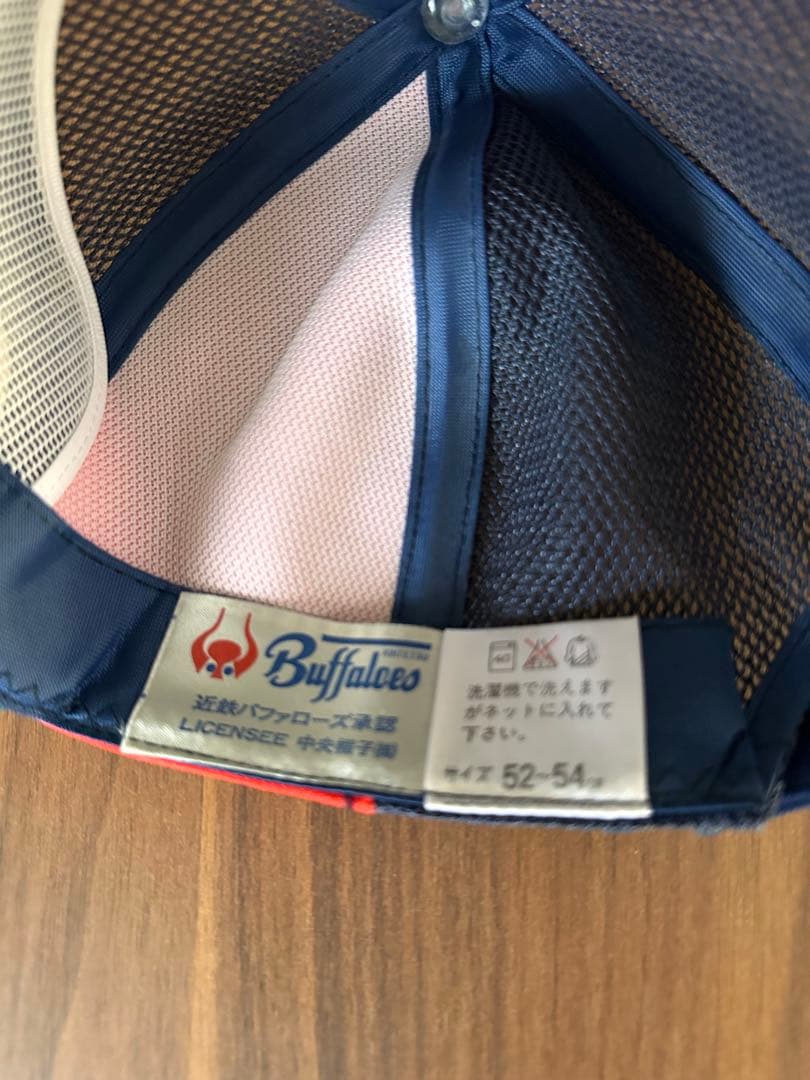 Buffaloes
近鉄バファローズ承認
LICENSEE 中央帽子㈱
40
洗濯機で洗えます
がネットに入れて
下さい。
サイズ 52~54㎝